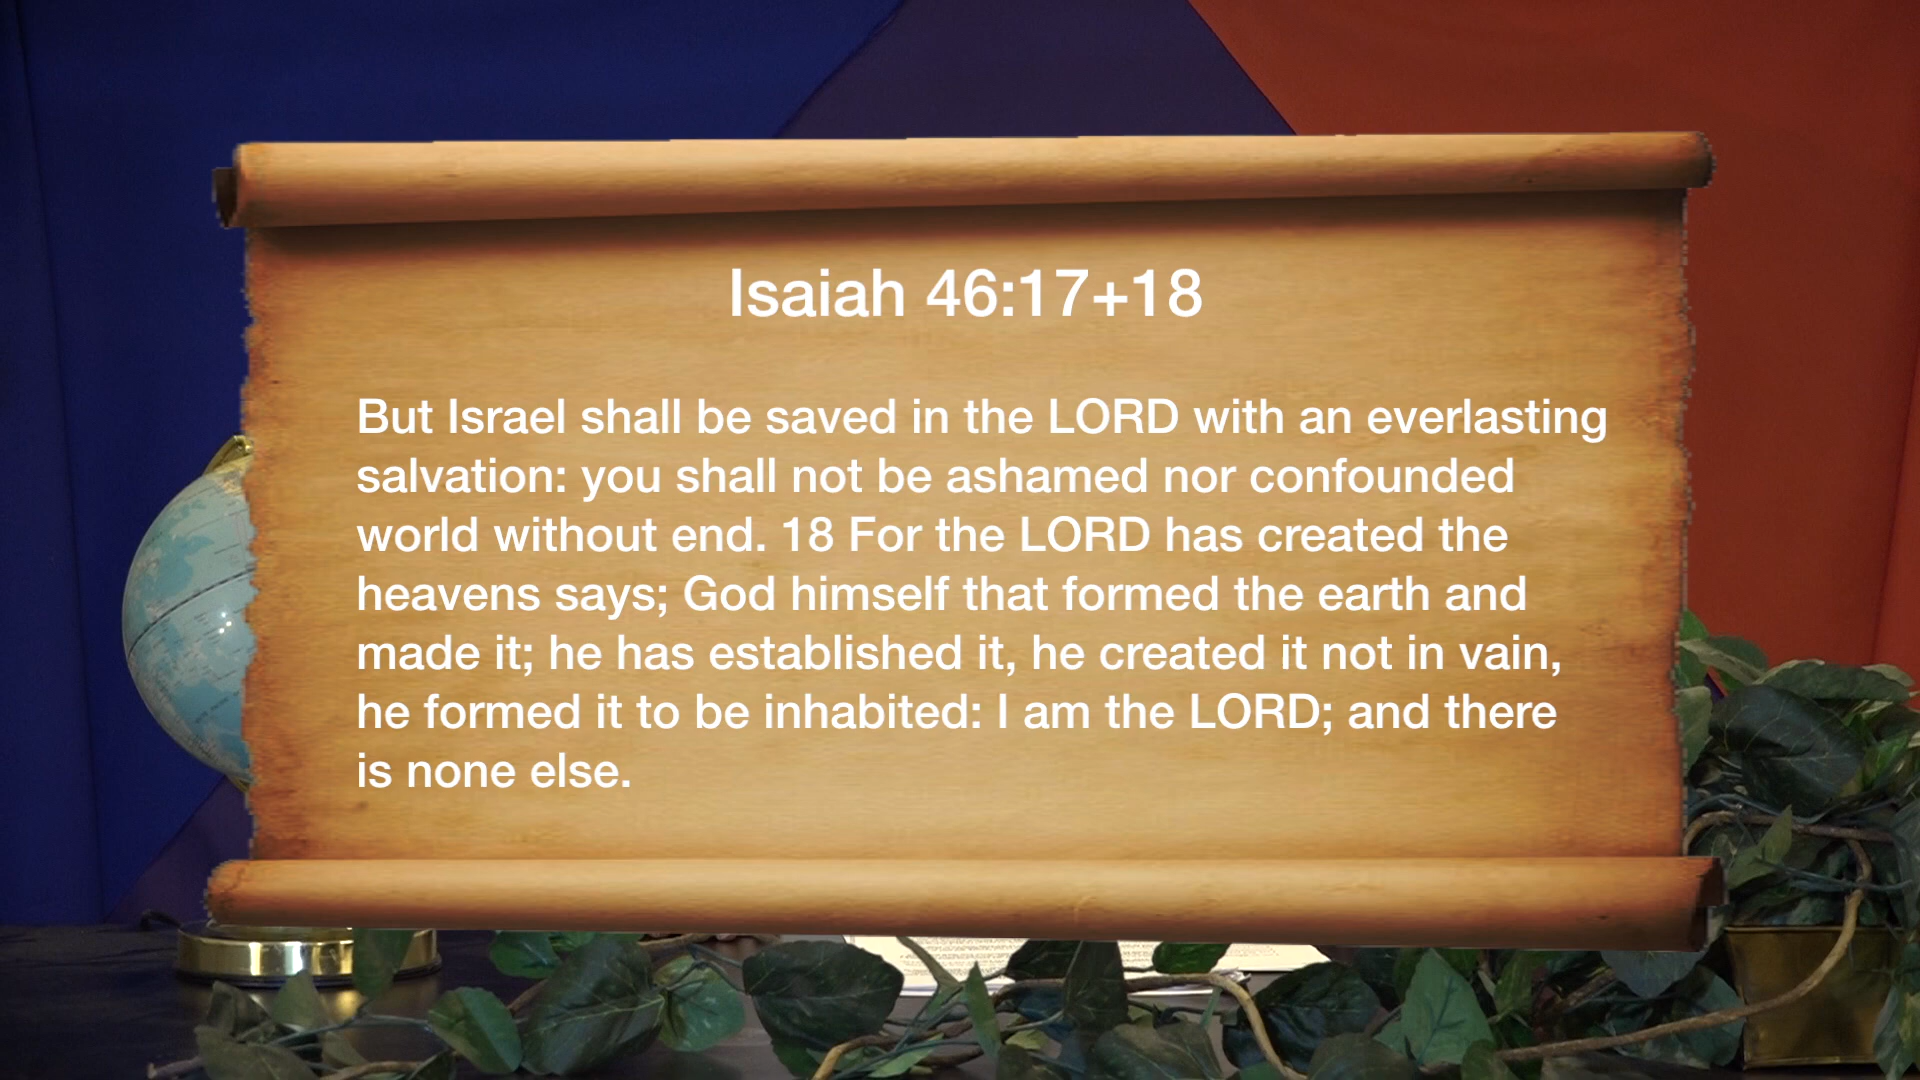 Isaiah 46:17+18
But Israel shall be saved in the LORD with an everlasting
salvation: you shall not be ashamed nor confounded
world without end. 18 For the LORD has created the
heavens says; God himself that formed the earth and
made it; he has established it, he created it not in vain,
he formed it to be inhabited: I am the LORD; and there
is none else.